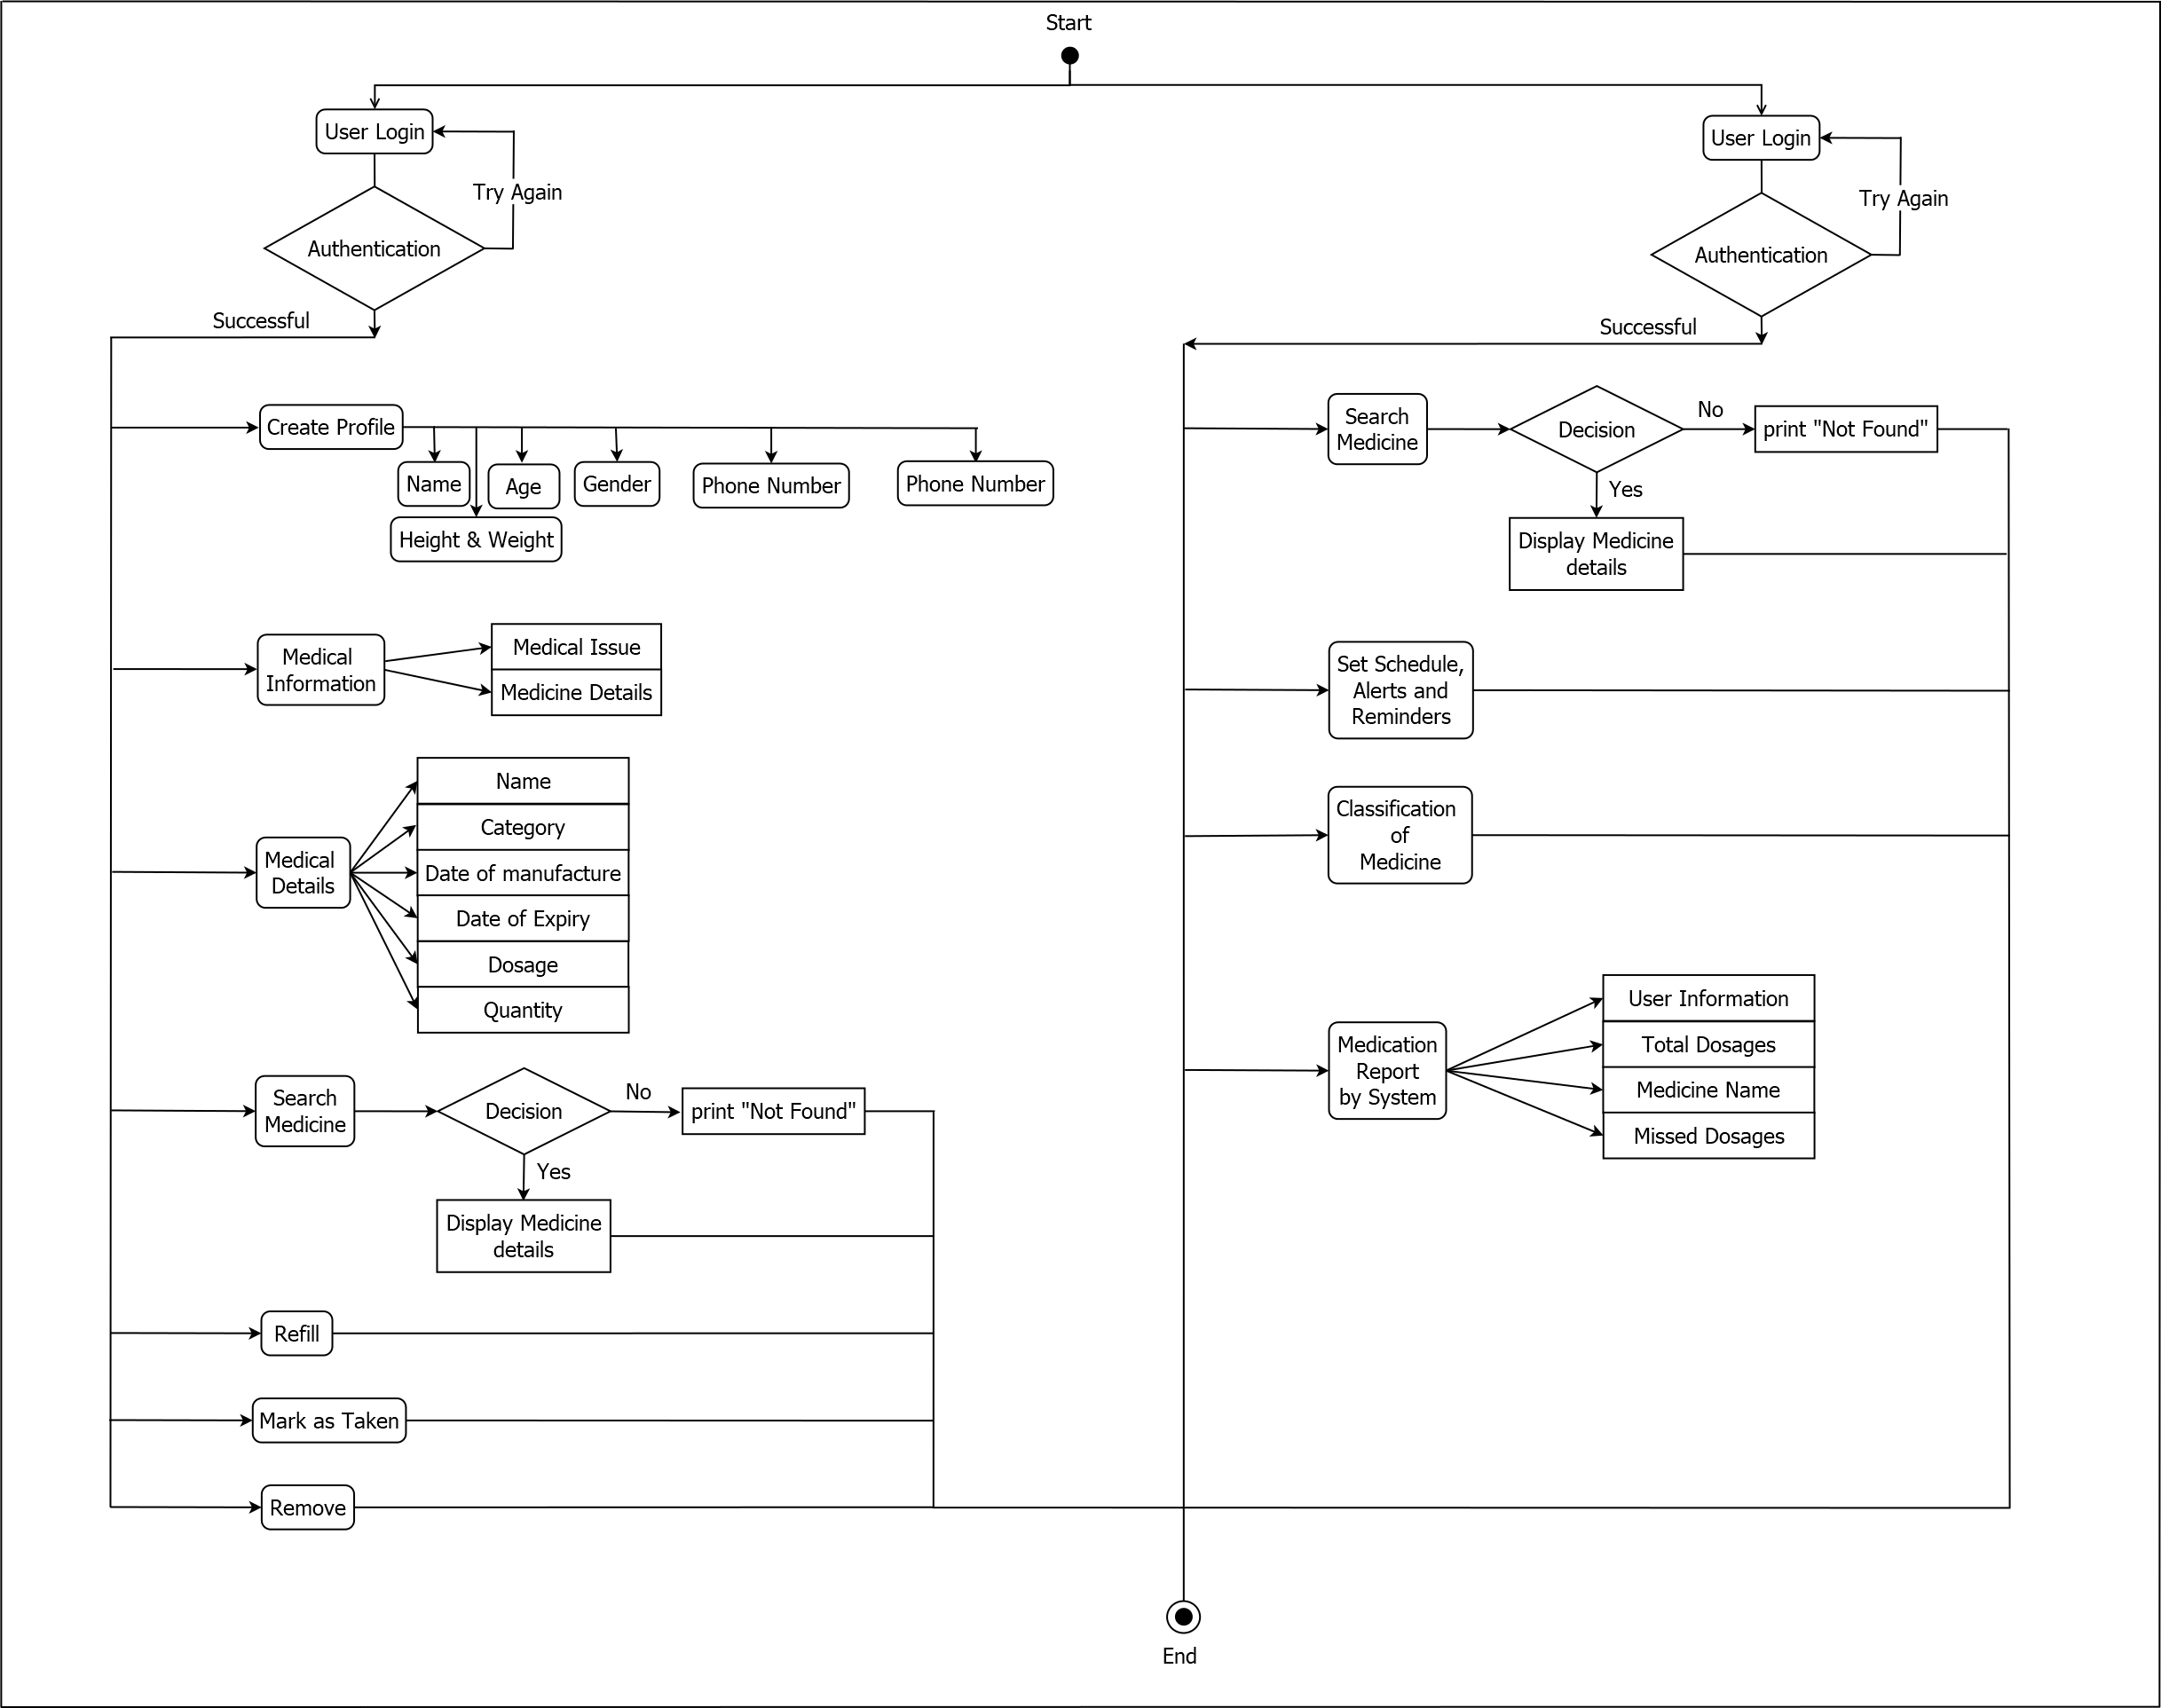 Start
User Login
Try Again
Authentication
Successful
Create Profile
Name
Age
Gender
Phone Number
Phone Number
Height & Weight
Medical
Information
Medical Issue
Medicine Details
Medical
Details
Name
Category
Date of manufacture
Date of Expiry
Dosage
Quantity
Search
Medicine
Decision
No
print "Not Found"
Yes
Display Medicine
details
Refill
Mark as Taken
Remove
User Login
Try Again
Authentication
Successful
Search
Medicine
Decision
No
print "Not Found"
Yes
Display Medicine
details
Set Schedule,
Alerts and
Reminders
Classification
of
Medicine
Medication
Report
by System
User Information
Total Dosages
Medicine Name
Missed Dosages
End